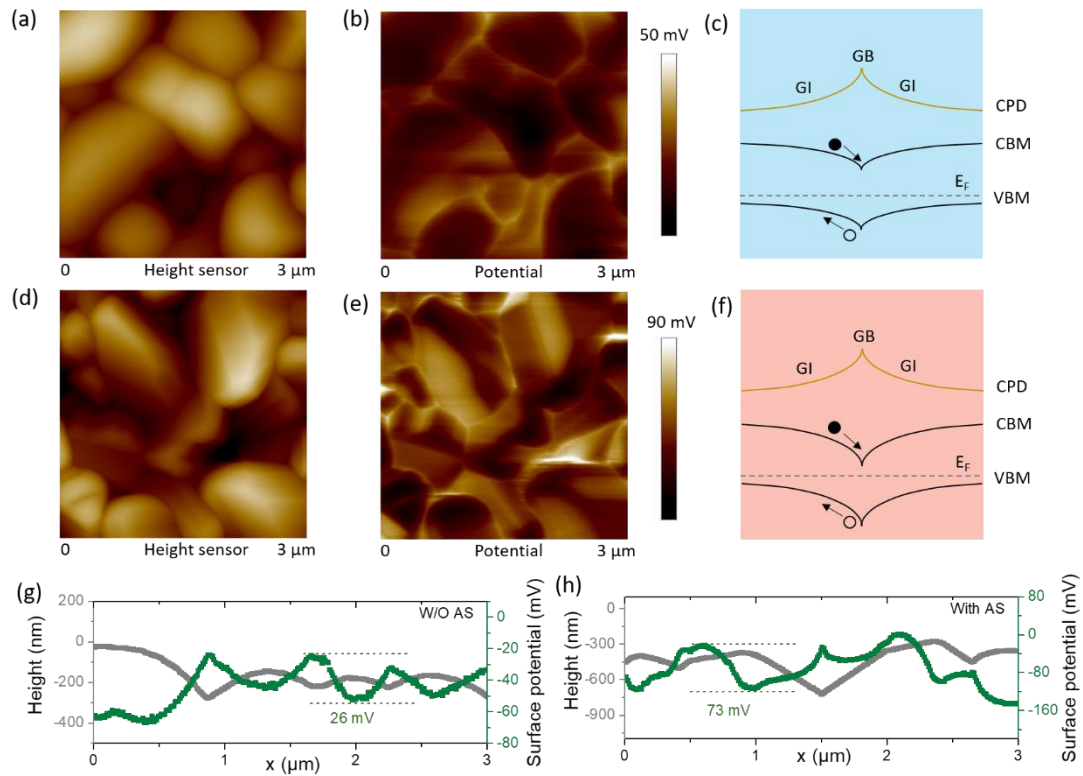 (a)
0 Height sensor 3 µm
(b)
50 mV
0 Potential 3 µm
(c)
GB
GI GI
CPD
CBM
E_F
VBM
(d)
0 Height sensor 3 µm
(e)
90 mV
0 Potential 3 µm
(f)
GB
GI GI
CPD
CBM
E_F
VBM
(g)
W/O AS
Height (nm)
200
0
-200
-400
26 mV
0
-20
-40
-60
-80
Surface potential (mV)
0 1 2 3
x (µm)
(h)
With AS
Height (nm)
0
-300
-600
-900
73 mV
80
0
-80
-160
Surface potential (mV)
0 1 2 3
x (µm)